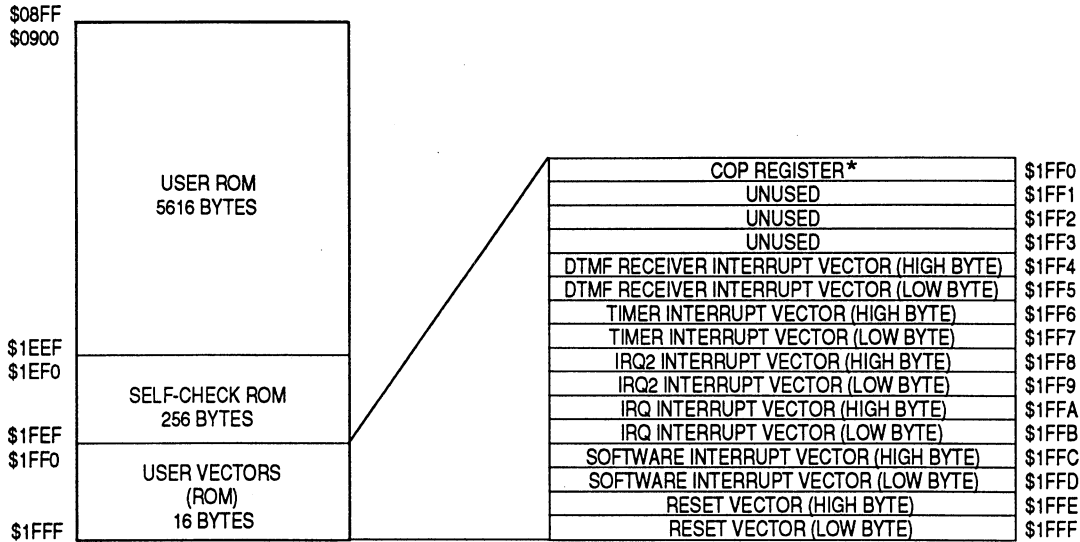 $08FF
$0900
USER ROM
5616 BYTES
$1EEF
$1EF0
SELF-CHECK ROM
256 BYTES
$1FEF
$1FF0
USER VECTORS
(ROM)
16 BYTES
$1FFF
COP REGISTER* $1FF0
UNUSED $1FF1
UNUSED $1FF2
UNUSED $1FF3
DTMF RECEIVER INTERRUPT VECTOR (HIGH BYTE) $1FF4
DTMF RECEIVER INTERRUPT VECTOR (LOW BYTE) $1FF5
TIMER INTERRUPT VECTOR (HIGH BYTE) $1FF6
TIMER INTERRUPT VECTOR (LOW BYTE) $1FF7
IRQ2 INTERRUPT VECTOR (HIGH BYTE) $1FF8
IRQ2 INTERRUPT VECTOR (LOW BYTE) $1FF9
IRQ INTERRUPT VECTOR (HIGH BYTE) $1FFA
IRQ INTERRUPT VECTOR (LOW BYTE) $1FFB
SOFTWARE INTERRUPT VECTOR (HIGH BYTE) $1FFC
SOFTWARE INTERRUPT VECTOR (LOW BYTE) $1FFD
RESET VECTOR (HIGH BYTE) $1FFE
RESET VECTOR (LOW BYTE) $1FFF